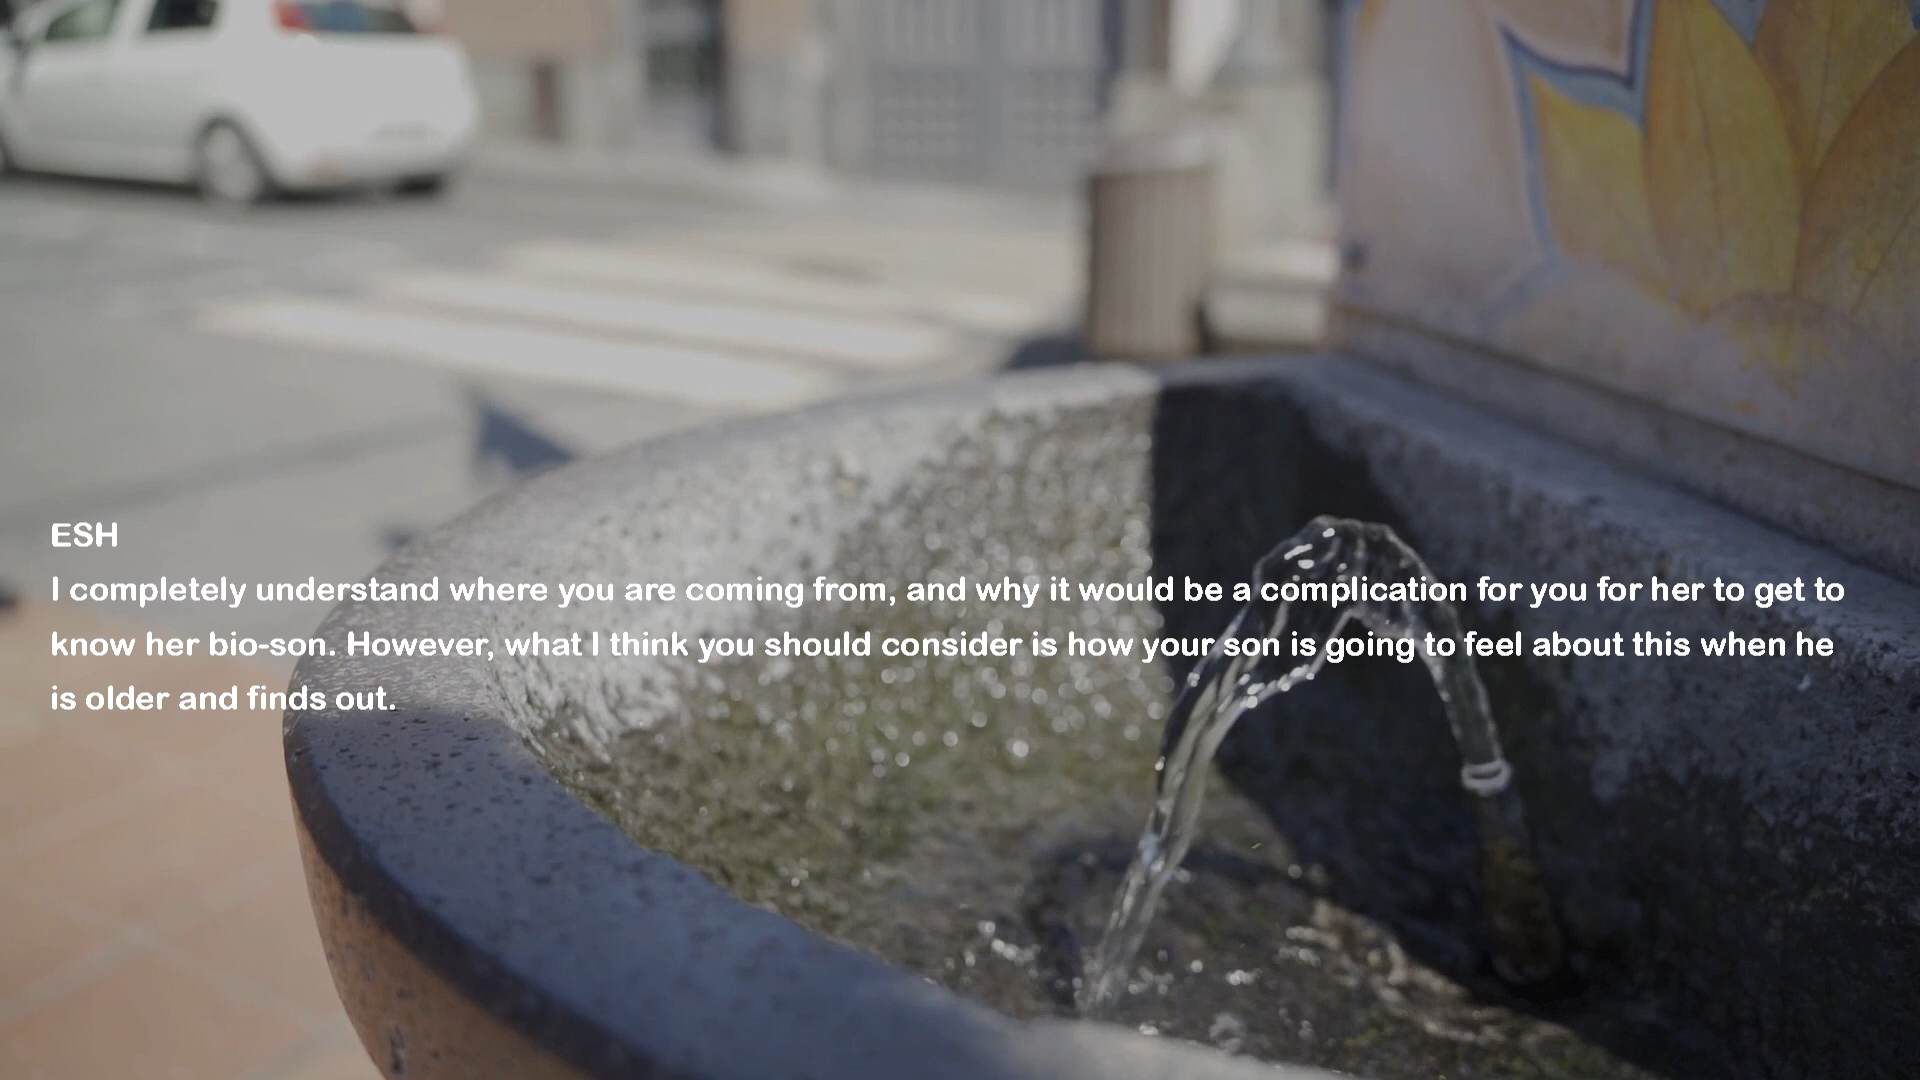 ESH
I completely understand where you are coming from, and why it would be a complication for you for her to get to
know her bio-son. However, what I think you should consider is how your son is going to feel about this when he
is older and finds out.